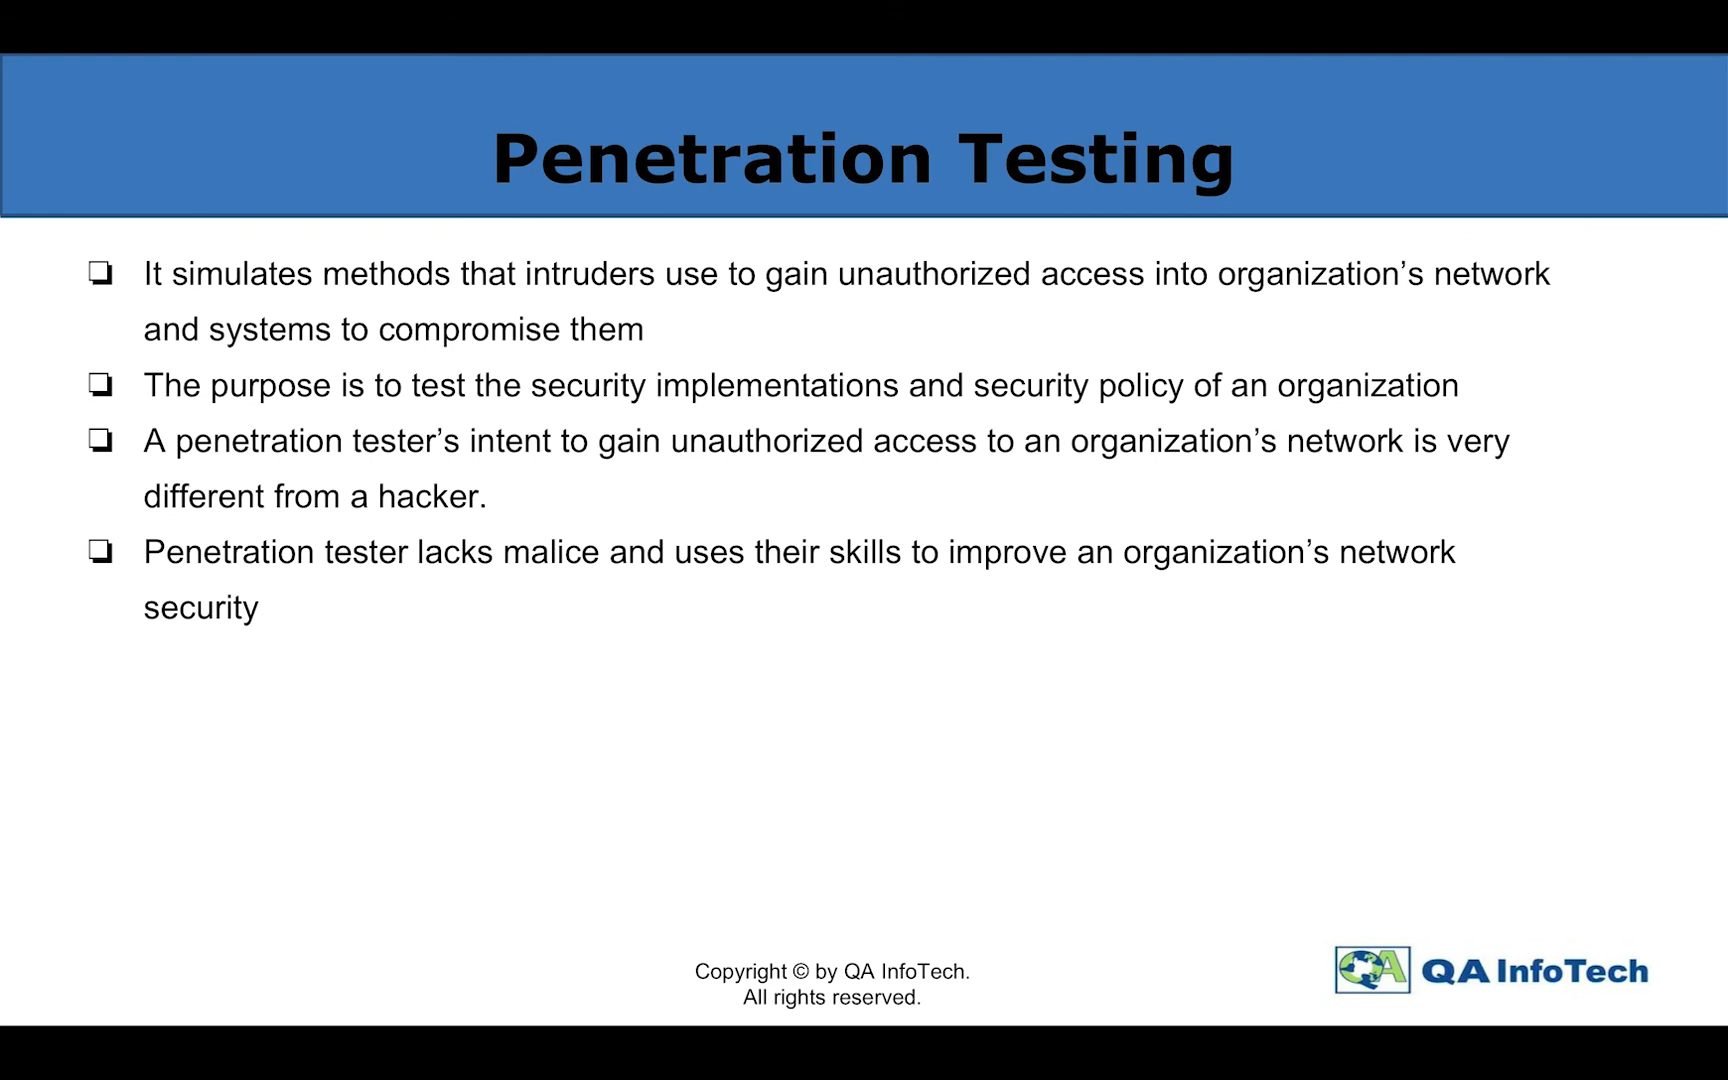 Penetration Testing
❏ It simulates methods that intruders use to gain unauthorized access into organization’s network
and systems to compromise them
❏ The purpose is to test the security implementations and security policy of an organization
❏ A penetration tester’s intent to gain unauthorized access to an organization’s network is very
different from a hacker.
❏ Penetration tester lacks malice and uses their skills to improve an organization’s network
security
Copyright © by QA InfoTech.
All rights reserved.
QA QA InfoTech